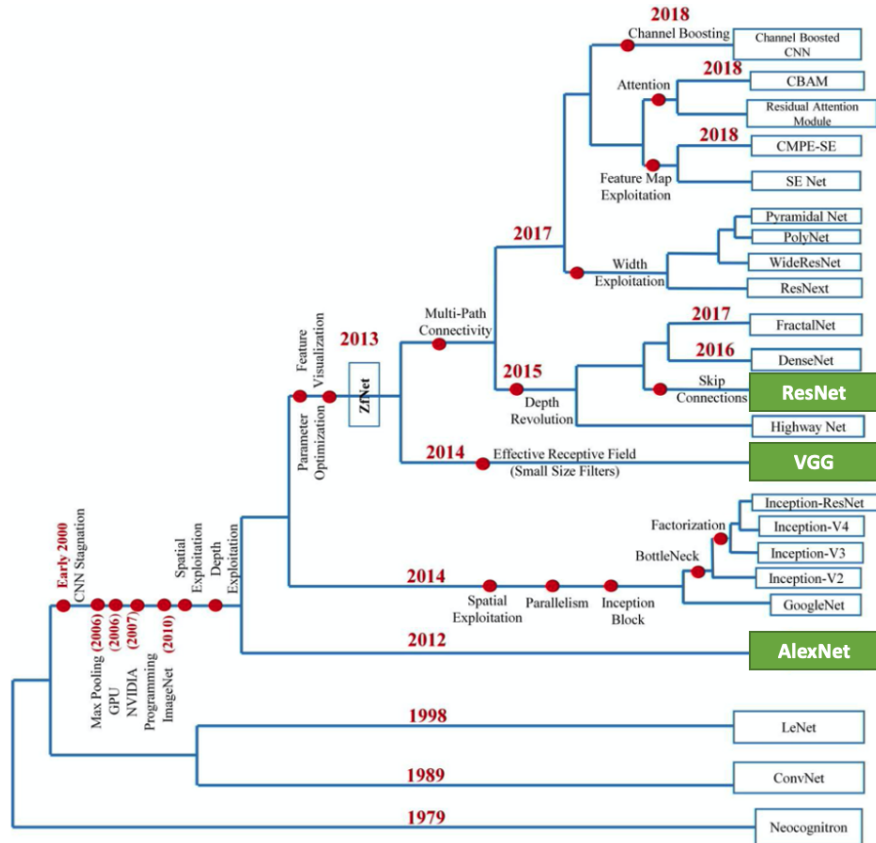 2018
Channel Boosting
Channel Boosted
CNN
2018
Attention
CBAM
Residual Attention
Module
2018
CMPE-SE
Feature Map
Exploitation
SE Net
2017
Pyramidal Net
PolyNet
Width
Exploitation
WideResNet
ResNext
Multi-Path
Connectivity
2017
FractalNet
2016
DenseNet
2015
Depth
Revolution
Skip
Connections
ResNet
Highway Net
2013
Feature
Visualization
Parameter
Optimization
ZfNet
2014
Effective Receptive Field
(Small Size Filters)
VGG
Inception-ResNet
Factorization
Inception-V4
BottleNeck
Inception-V3
Inception-V2
2014
Spatial
Exploitation
Parallelism
Inception
Block
GoogleNet
Early 2000
CNN Stagnation
Spatial
Exploitation
Depth
Exploitation
Max Pooling (2006)
GPU (2006)
NVIDIA (2007)
Programming
ImageNet (2010)
2012
AlexNet
1998
LeNet
1989
ConvNet
1979
Neocognitron